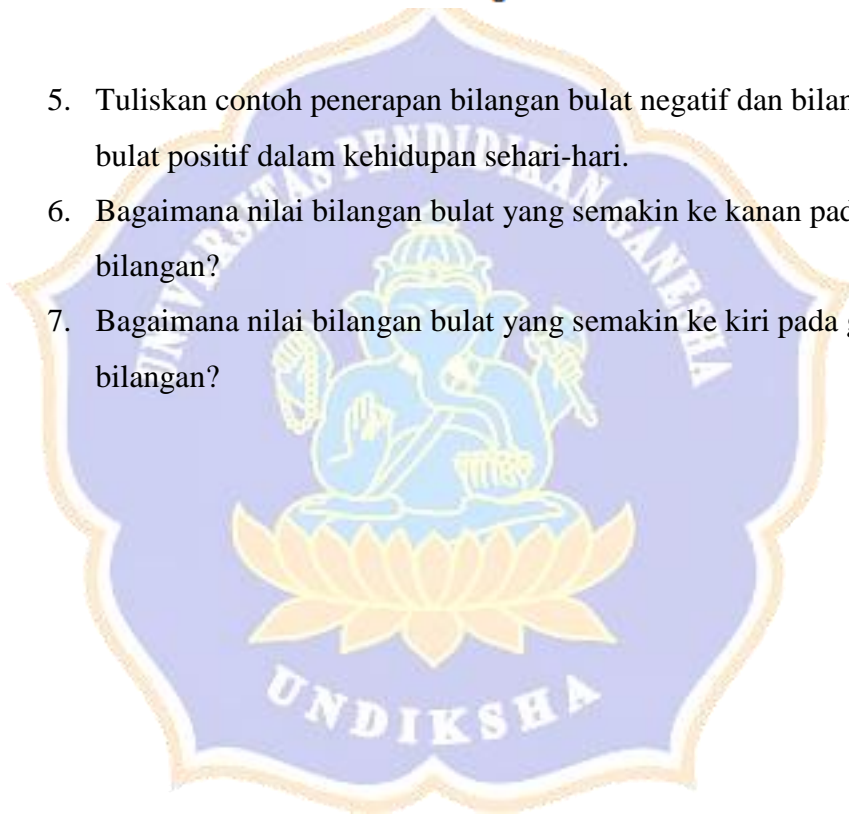 5. Tuliskan contoh penerapan bilangan bulat negatif dan
bulat positif dalam kehidupan sehari-hari.
6. Bagaimana nilai bilangan bulat yang semakin ke kanan
bilangan?
7. Bagaimana nilai bilangan bulat yang semakin ke kiri pada
bilangan?
UNIVERSITAS PENDIDIKAN GANESHA
UNDIKSHA